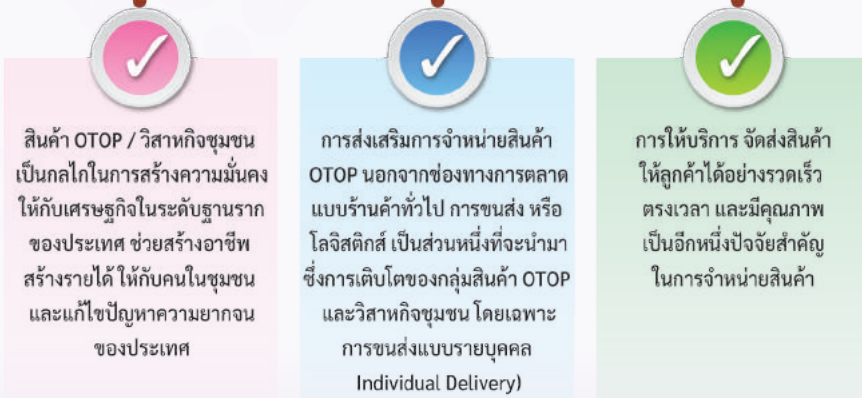 สินค้า OTOP / วิสาหกิจชุมชน
เป็นกลไกในการสร้างความมั่นคง
ให้กับเศรษฐกิจในระดับฐานราก
ของประเทศ ช่วยสร้างอาชีพ
สร้างรายได้ ให้กับคนในชุมชน
และแก้ไขปัญหาความยากจน
ของประเทศ
การส่งเสริมการจำหน่ายสินค้า
OTOP นอกจากช่องทางการตลาด
แบบร้านค้าทั่วไป การขนส่ง หรือ
โลจิสติกส์ เป็นส่วนหนึ่งที่จะนำมา
ซึ่งการเติบโตของกลุ่มสินค้า OTOP
และวิสาหกิจชุมชน โดยเฉพาะ
การขนส่งแบบรายบุคคล
Individual Delivery)
การให้บริการ จัดส่งสินค้า
ให้ลูกค้าได้อย่างรวดเร็ว
ตรงเวลา และมีคุณภาพ
เป็นอีกหนึ่งปัจจัยสำคัญ
ในการจำหน่ายสินค้า